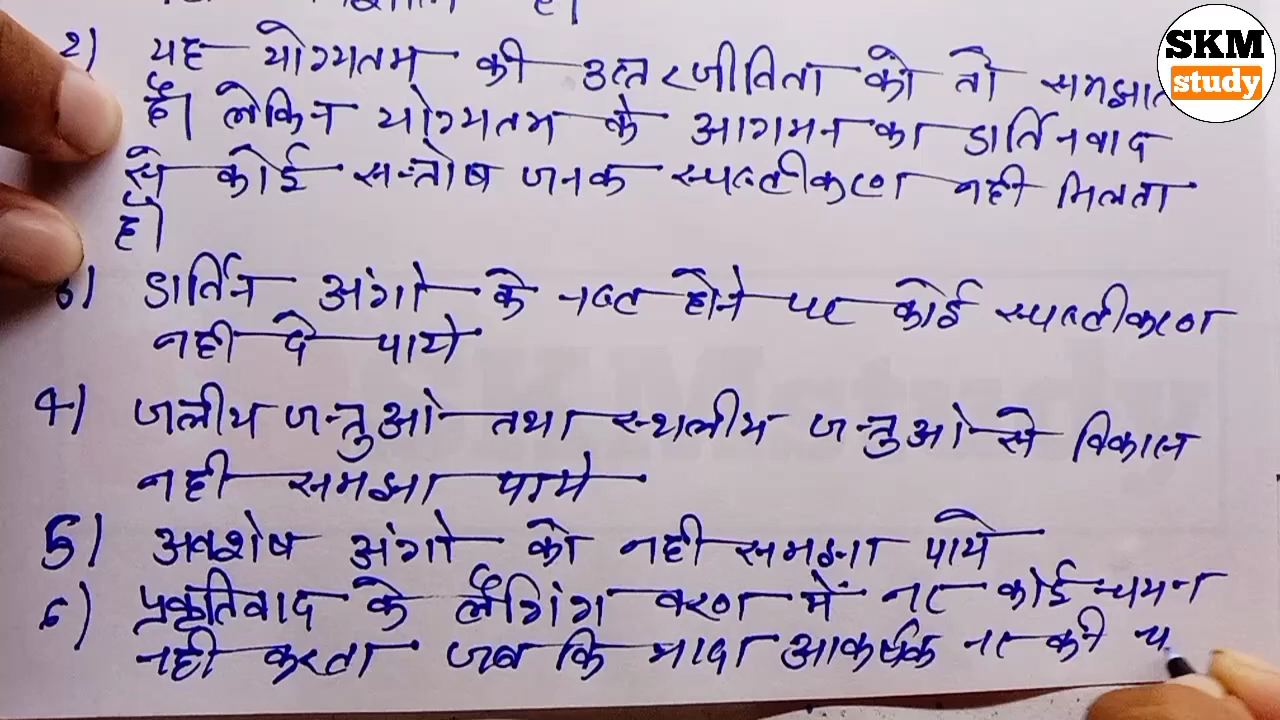 SKM
study
2) यह योग्यतम की उत्तरजीविता को तो
है। लेकिन योग्यतम के आगमन का डार्विनवाद
से कोई सन्तोष जनक स्पष्टीकरण नही मिलता
है।
3) डार्विन अंगो के नष्ट होने पर कोई स्पष्टीकरण
नही दे पाये
4) जलीय जन्तुओ तथा स्थलीय जन्तुओ से विकास
नही समझा पाये
5) अवशेष अंगो को नही समझा पाये
6) प्रकृतिवाद के लैंगिंग वरण में नर कोई चयन
नही करता जब कि मादा आकर्षक नर की